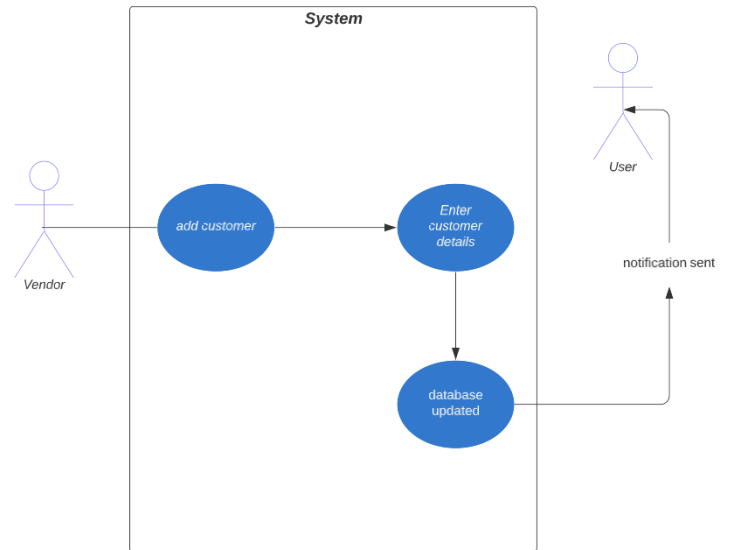 System
User
add customer
Enter
customer
details
notification sent
Vendor
database
updated